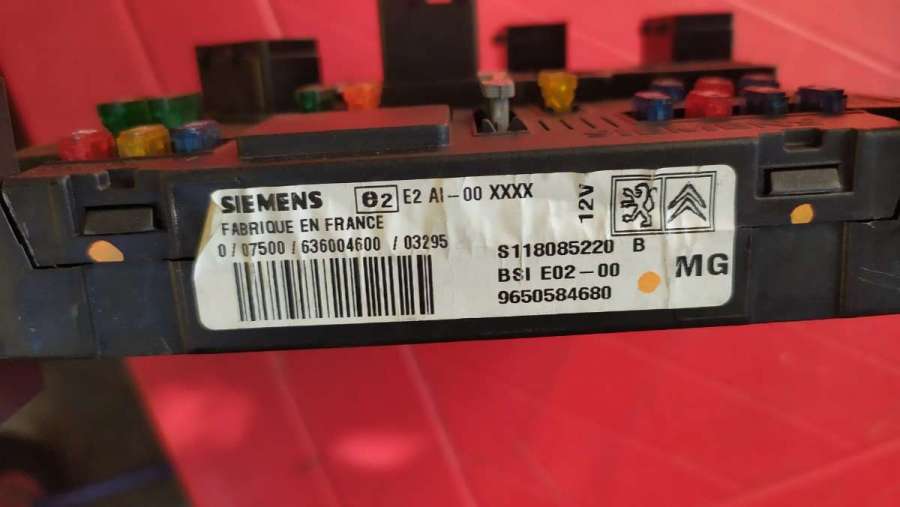 SIEMENS e2 E2 AI-00 XXXX
FABRIQUE EN FRANCE
0/07500/636004600 /03295
12V
S118085220 B
BSI E02-00
9650584680
MG